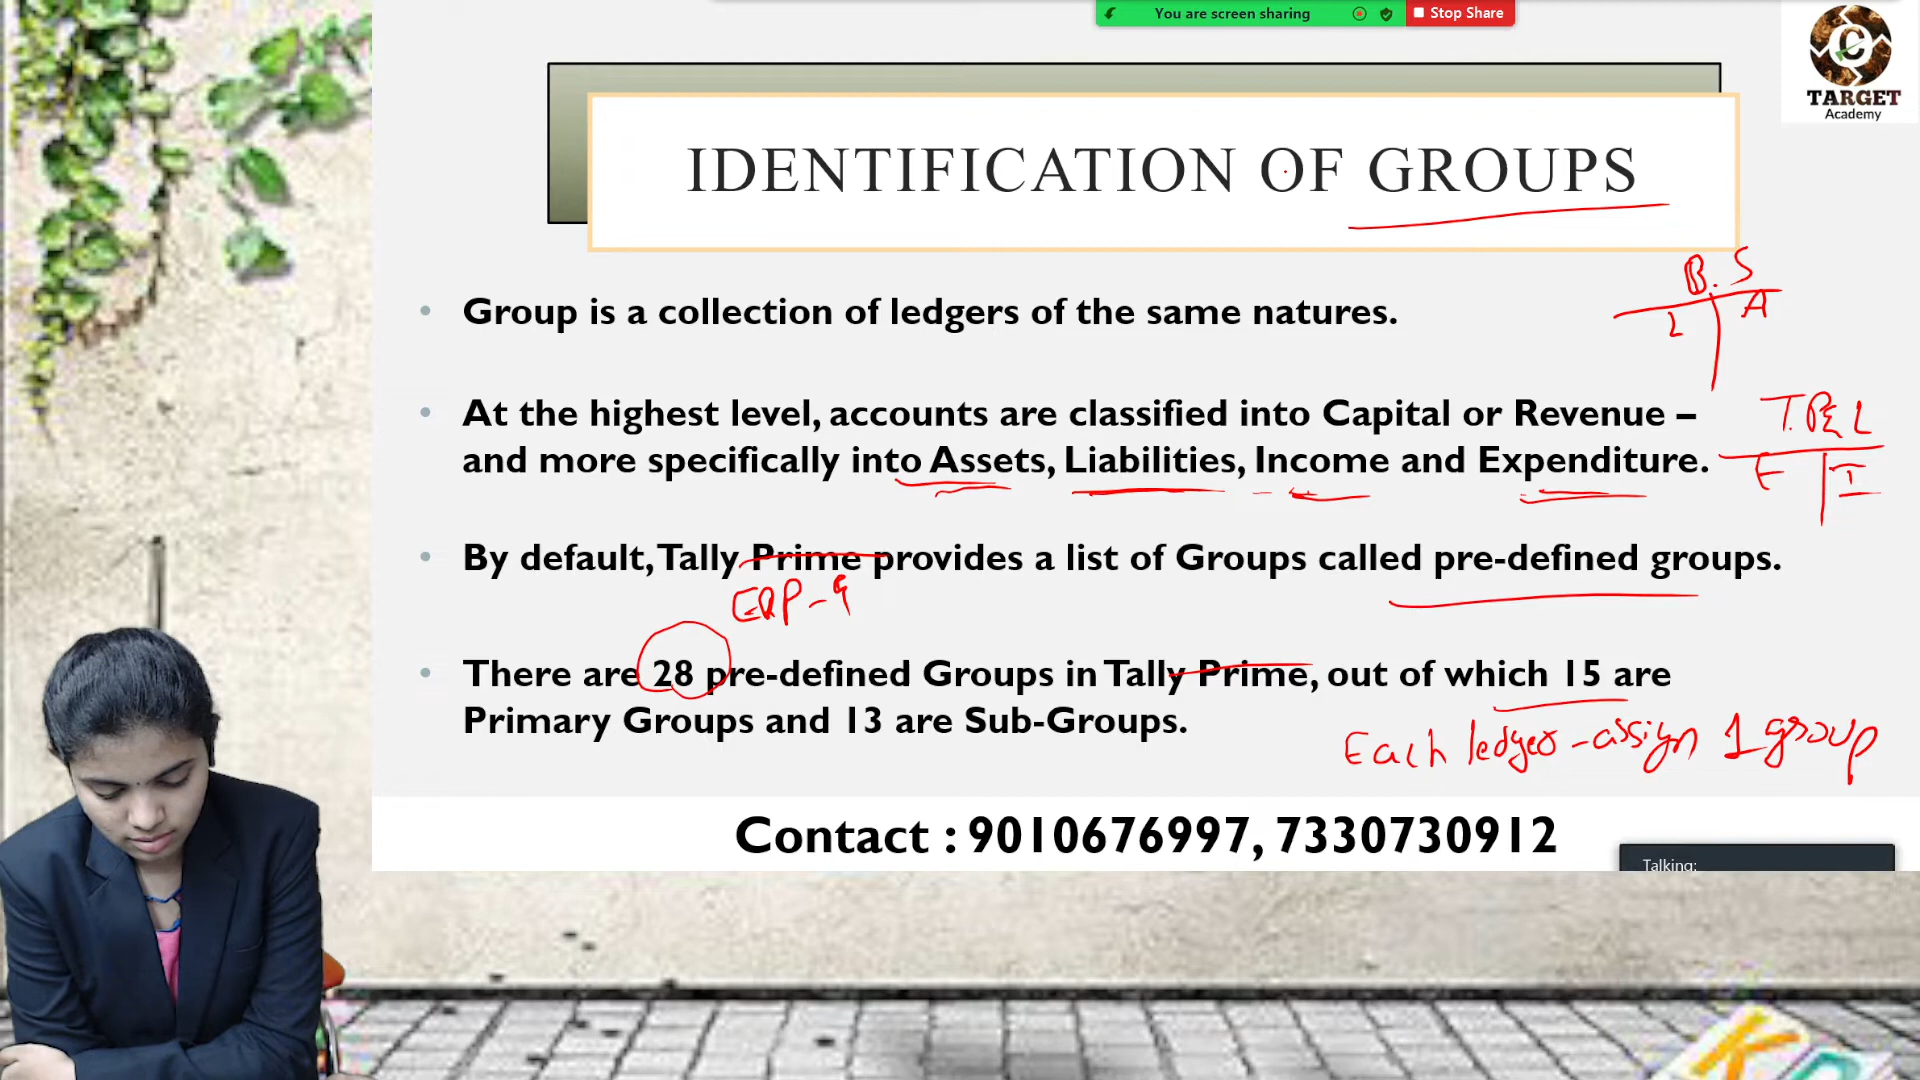 You are screen sharing
Stop Share
TARGET
Academy
IDENTIFICATION OF GROUPS
B.S
L A
• Group is a collection of ledgers of the same natures.
• At the highest level, accounts are classified into Capital or Revenue –
and more specifically into Assets, Liabilities, Income and Expenditure.
T.P&L
E I
• By default, Tally Prime provides a list of Groups called pre-defined groups.
ERP-9
• There are 28 pre-defined Groups in Tally Prime, out of which 15 are
Primary Groups and 13 are Sub-Groups.
Each ledger - assign 1 group
Contact : 9010676997, 7330730912
Talking: